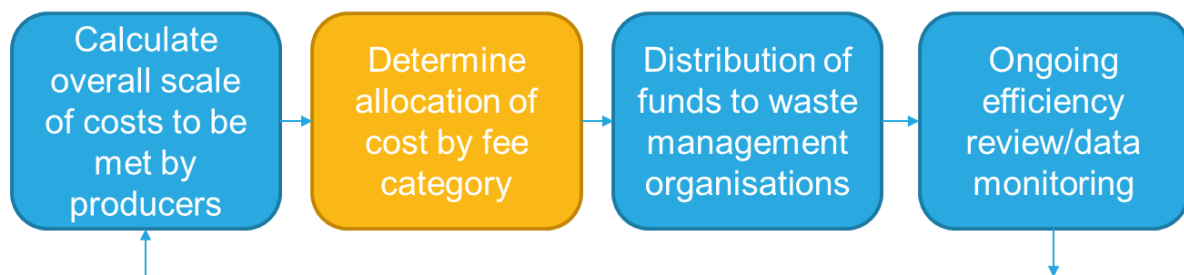 Calculate
overall scale
of costs to be
met by
producers
Determine
allocation of
cost by fee
category
Distribution of
funds to waste
management
organisations
Ongoing
efficiency
review/data
monitoring